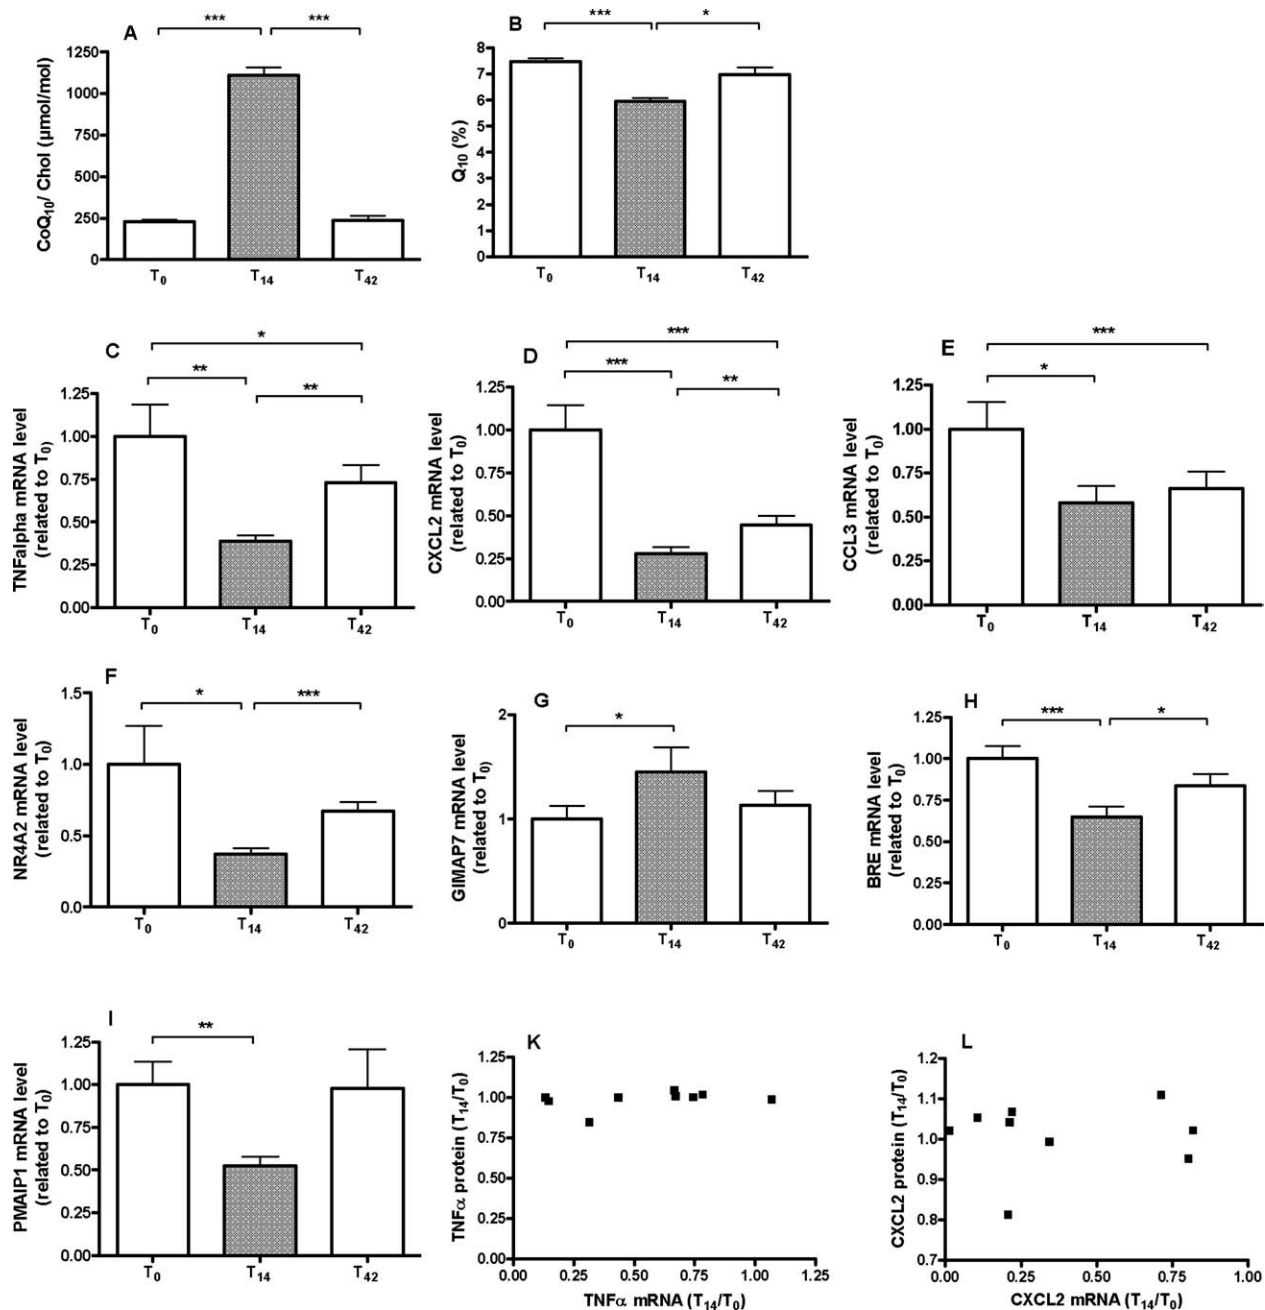 A
*** ***
CoQ10/ Chol (µmol/mol)
1250
1000
750
500
250
0
T0 T14 T42
B
*** *
Q10 (%)
8
7
6
5
4
3
2
1
0
T0 T14 T42
C
*
** **
TNFalpha mRNA level
(related to T0)
1.25
1.00
0.75
0.50
0.25
0.00
T0 T14 T42
D
***
*** **
CXCL2 mRNA level
(related to T0)
1.25
1.00
0.75
0.50
0.25
0.00
T0 T14 T42
E
***
*
CCL3 mRNA level
(related to T0)
1.25
1.00
0.75
0.50
0.25
0.00
T0 T14 T42
F
* ***
NR4A2 mRNA level
(related to T0)
1.5
1.0
0.5
0.0
T0 T14 T42
G
*
GIMAP7 mRNA level
(related to T0)
2
1
0
T0 T14 T42
H
*** *
BRE mRNA level
(related to T0)
1.25
1.00
0.75
0.50
0.25
0.00
T0 T14 T42
I
**
PMAIP1 mRNA level
(related to T0)
1.25
1.00
0.75
0.50
0.25
0.00
T0 T14 T42
K
TNFα protein (T14/T0)
1.25
1.00
0.75
0.50
0.25
0.00
0.00 0.25 0.50 0.75 1.00 1.25
TNFα mRNA (T14/T0)
L
CXCL2 protein (T14/T0)
1.2
1.1
1.0
0.9
0.8
0.7
0.00 0.25 0.50 0.75 1.00
CXCL2 mRNA (T14/T0)